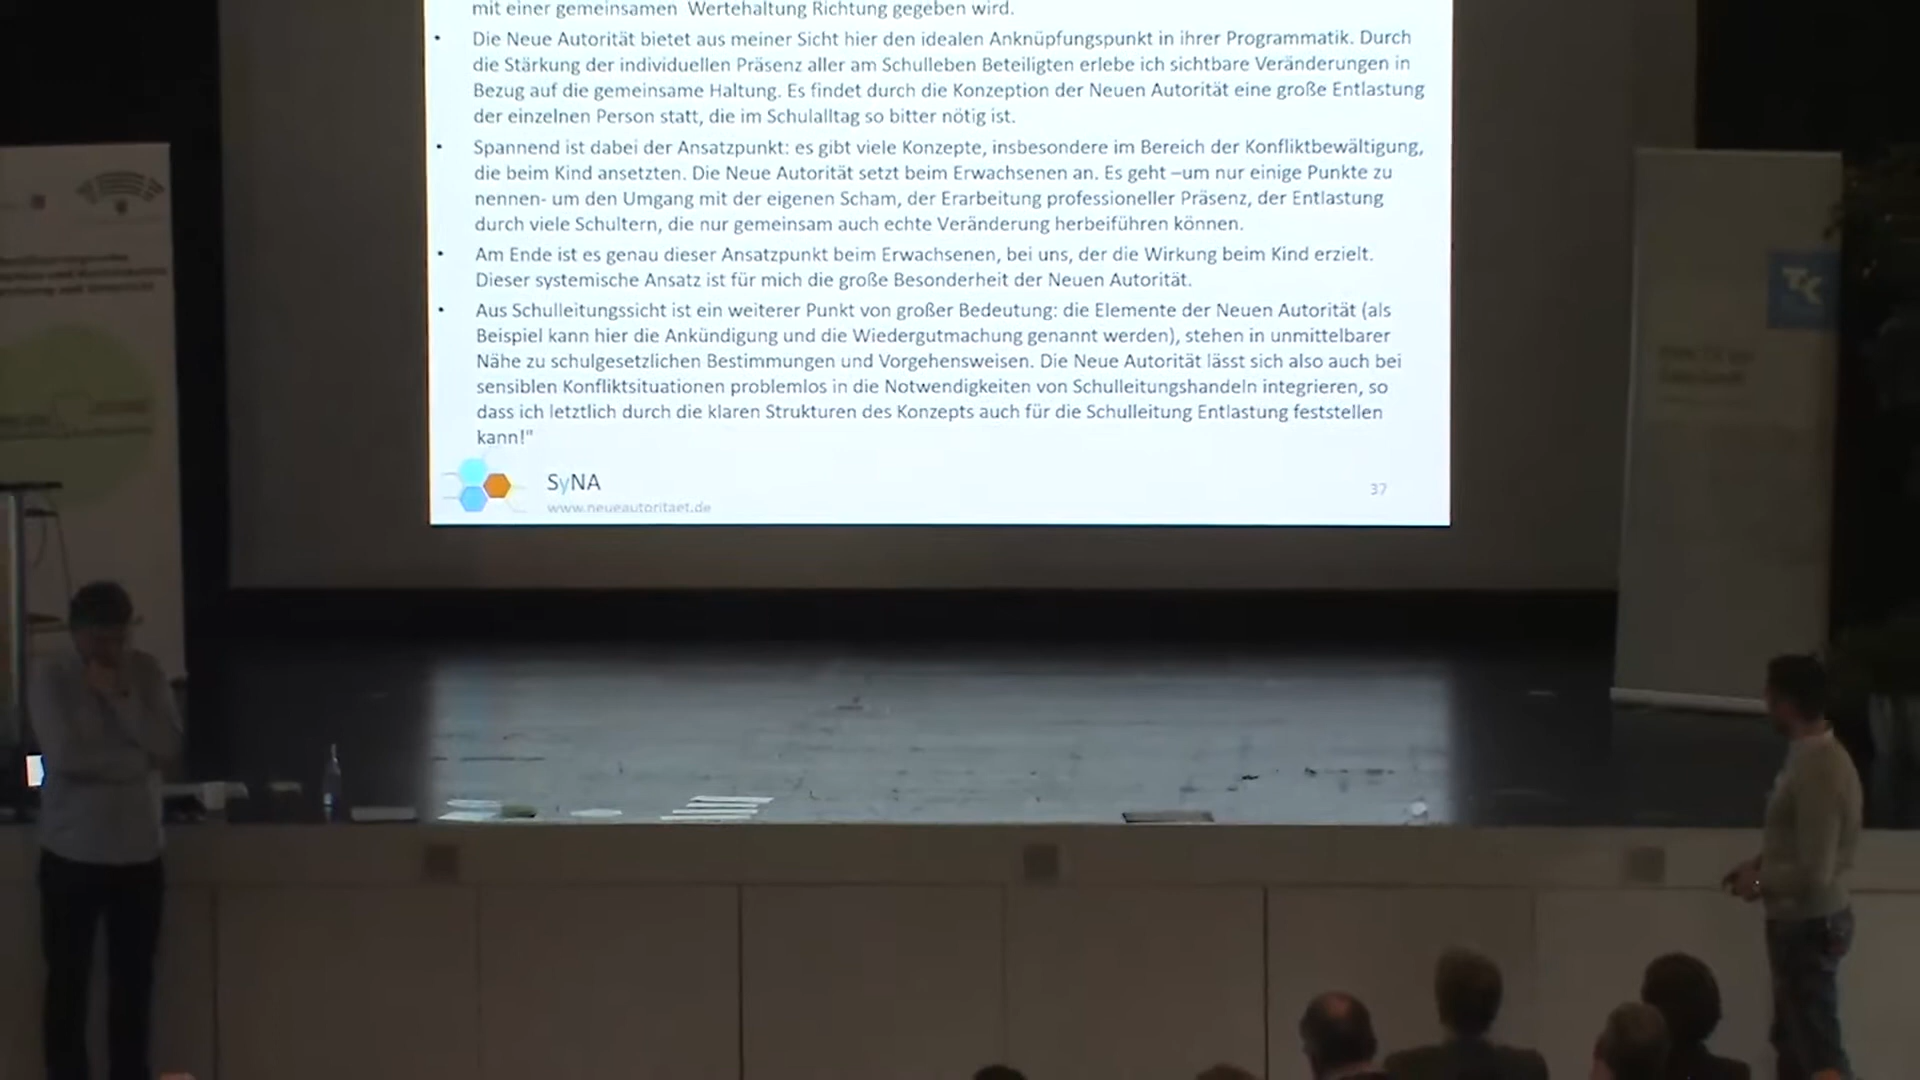 mit einer gemeinsamen Wertehaltung Richtung gegeben wird.
• Die Neue Autorität bietet aus meiner Sicht hier den idealen Anknüpfungspunkt in ihrer Programmatik. Durch
die Stärkung der individuellen Präsenz aller am Schulleben Beteiligten erlebe ich sichtbare Veränderungen in
Bezug auf die gemeinsame Haltung. Es findet durch die Konzeption der Neuen Autorität eine große Entlastung
der einzelnen Person statt, die im Schulalltag so bitter nötig ist.
• Spannend ist dabei der Ansatzpunkt: es gibt viele Konzepte, insbesondere im Bereich der Konfliktbewältigung,
die beim Kind ansetzten. Die Neue Autorität setzt beim Erwachsenen an. Es geht –um nur einige Punkte zu
nennen- um den Umgang mit der eigenen Scham, der Erarbeitung professioneller Präsenz, der Entlastung
durch viele Schultern, die nur gemeinsam auch echte Veränderung herbeiführen können.
• Am Ende ist es genau dieser Ansatzpunkt beim Erwachsenen, bei uns, der die Wirkung beim Kind erzielt.
Dieser systemische Ansatz ist für mich die große Besonderheit der Neuen Autorität.
• Aus Schulleitungssicht ist ein weiterer Punkt von großer Bedeutung: die Elemente der Neuen Autorität (als
Beispiel kann hier die Ankündigung und die Wiedergutmachung genannt werden), stehen in unmittelbarer
Nähe zu schulgesetzlichen Bestimmungen und Vorgehensweisen. Die Neue Autorität lässt sich also auch bei
sensiblen Konfliktsituationen problemlos in die Notwendigkeiten von Schulleitungshandeln integrieren, so
dass ich letztlich durch die klaren Strukturen des Konzepts auch für die Schulleitung Entlastung feststellen
kann!"
SyNA
www.neueautoritaet.de
37
TK